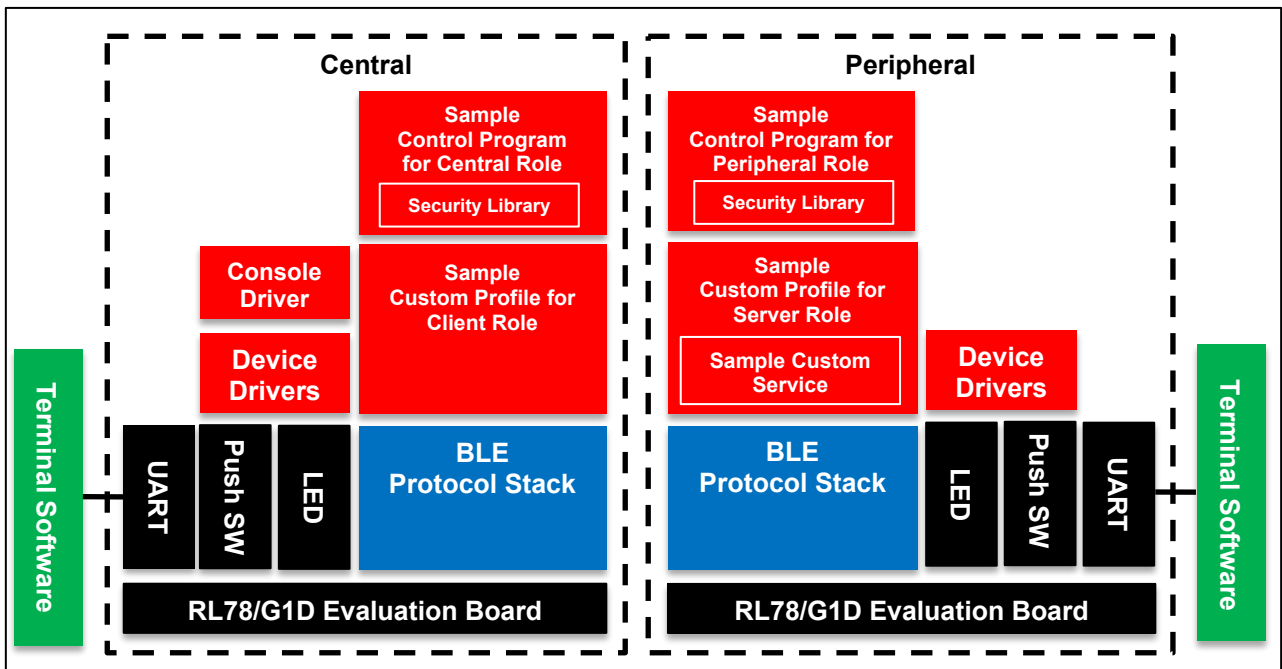 Central
Sample
Control Program
for Central Role
Security Library
Console
Driver
Sample
Custom Profile for
Client Role
Device
Drivers
Terminal Software
UART
Push SW
LED
BLE
Protocol Stack
RL78/G1D Evaluation Board
Peripheral
Sample
Control Program for
Peripheral Role
Security Library
Sample
Custom Profile for
Server Role
Sample Custom
Service
Device
Drivers
BLE
Protocol Stack
LED
Push SW
UART
Terminal Software
RL78/G1D Evaluation Board